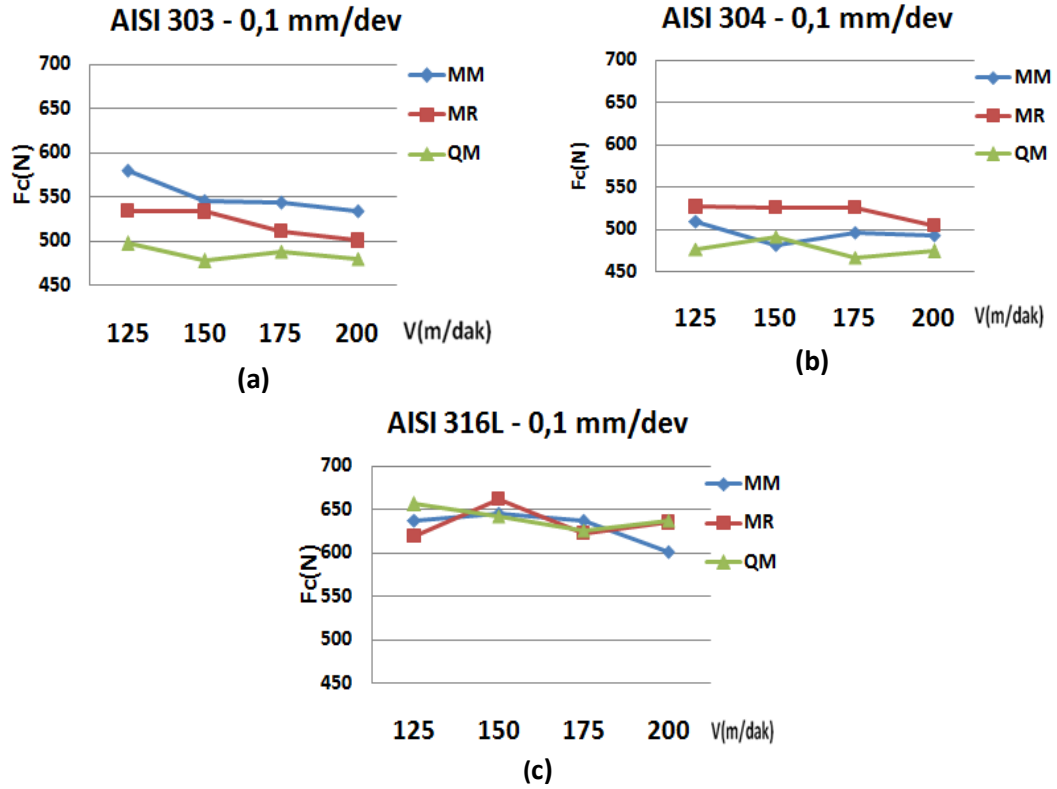 AISI 303 - 0,1 mm/dev
700
650
600
550
500
450
Fc(N)
MM
MR
QM
125 150 175 200 V(m/dak)
(a)
AISI 304 - 0,1 mm/dev
700
650
600
550
500
450
Fc(N)
MM
MR
QM
125 150 175 200 V(m/dak)
(b)
AISI 316L - 0,1 mm/dev
700
650
600
550
500
450
Fc(N)
MM
MR
QM
125 150 175 200 V(m/dak)
(c)